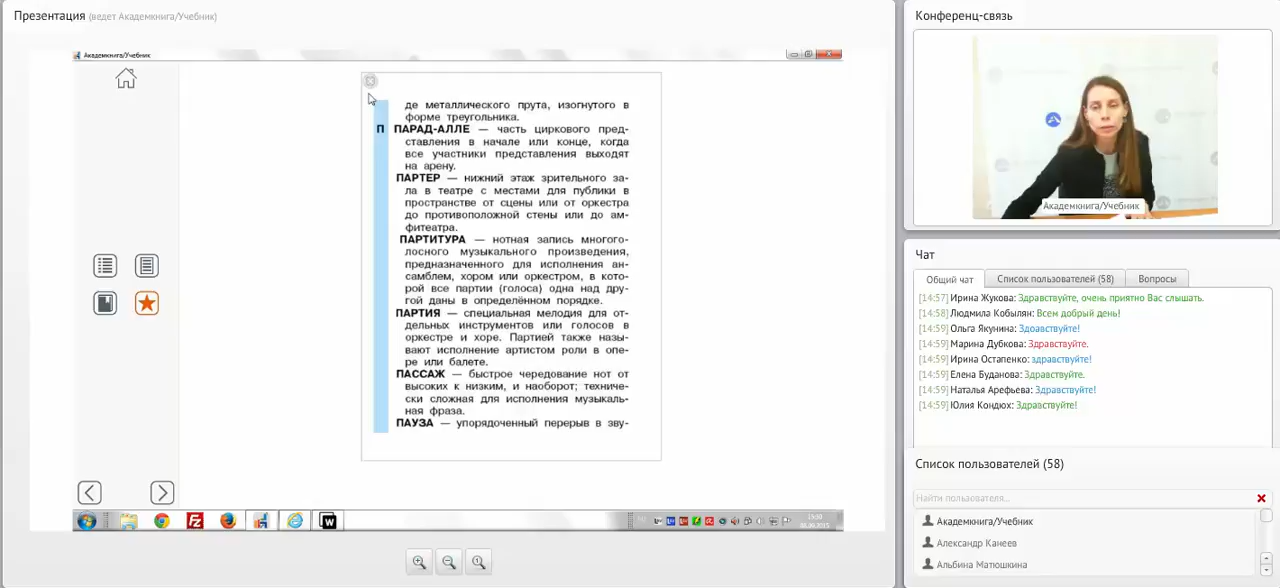 Презентация (ведет Академкнига/Учебник)
Академкнига/Учебник
де металлического прута, изогнутого в
форме треугольника.
П ПАРАД-АЛЛЕ — часть циркового пред-
ставления в начале или конце, когда
все участники представления выходят
на арену.
ПАРТЕР — нижний этаж зрительного за-
ла в театре с местами для публики в
пространстве от сцены или от оркестра
до противоположной стены или до ам-
фитеатра.
ПАРТИТУРА — нотная запись многого-
лосного музыкального произведения,
предназначенного для исполнения ан-
самблем, хором или оркестром, в кото-
рой все партии (голоса) одна над дру-
гой даны в определённом порядке.
ПАРТИЯ — специальная мелодия для от-
дельных инструментов или голосов в
оркестре и хоре. Партией также назы-
вают исполнение артистом роли в опе-
ре или балете.
ПАССАЖ — быстрое чередование нот от
высоких к низким, и наоборот; техниче-
ски сложная для исполнения музыкаль-
ная фраза.
ПАУЗА — упорядоченный перерыв в зву-
Конференц-связь
Академкнига/Учебник
Чат
Общий чат
Список пользователей (58)
Вопросы
[14:57] Ирина Жукова: Здравствуйте, очень приятно Вас слышать.
[14:58] Людмила Кобылян: Всем добрый день!
[14:59] Ольга Якунина: Здоавствуйте!
[14:59] Марина Дубкова: Здравствуйте.
[14:59] Ирина Остапенко: здравствуйте!
[14:59] Елена Буданова: Здравствуйте.
[14:59] Наталья Арефьева: Здравствуйте!
[14:59] Юлия Кондюх: Здравствуйте!
Список пользователей (58)
Найти пользователя...
Академкнига/Учебник
Александр Канеев
Альбина Матюшкина